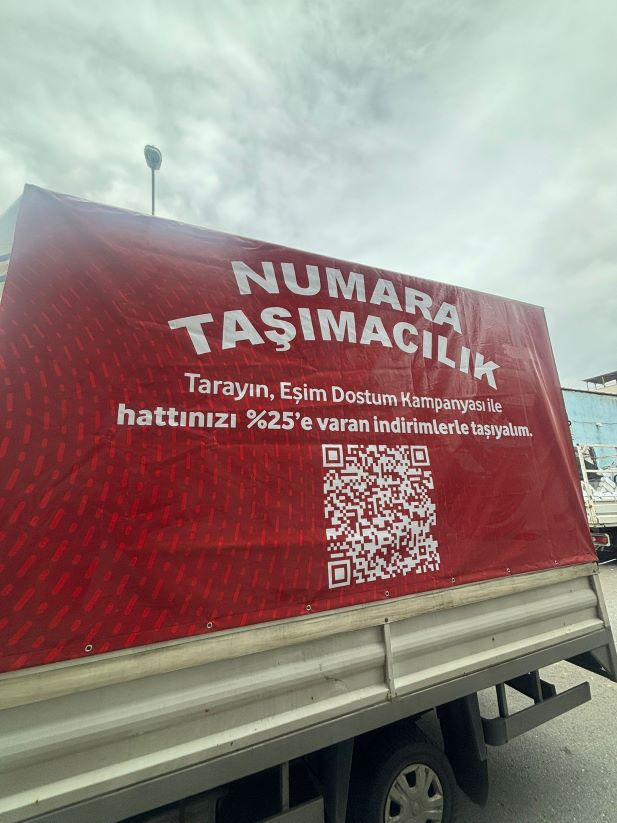 NUMARA
TAŞIMACILIK
Tarayın, Eşim Dostum Kampanyası ile
hattınızı %25'e varan indirimlerle taşıyalım.